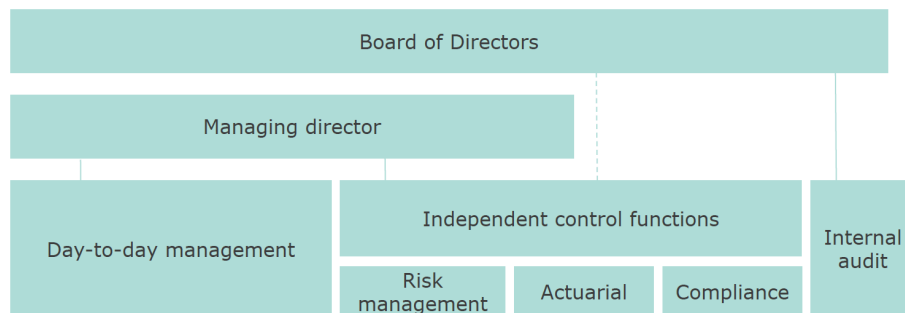 Board of Directors
Managing director
Day-to-day management
Independent control functions
Internal
audit
Risk
management
Actuarial
Compliance